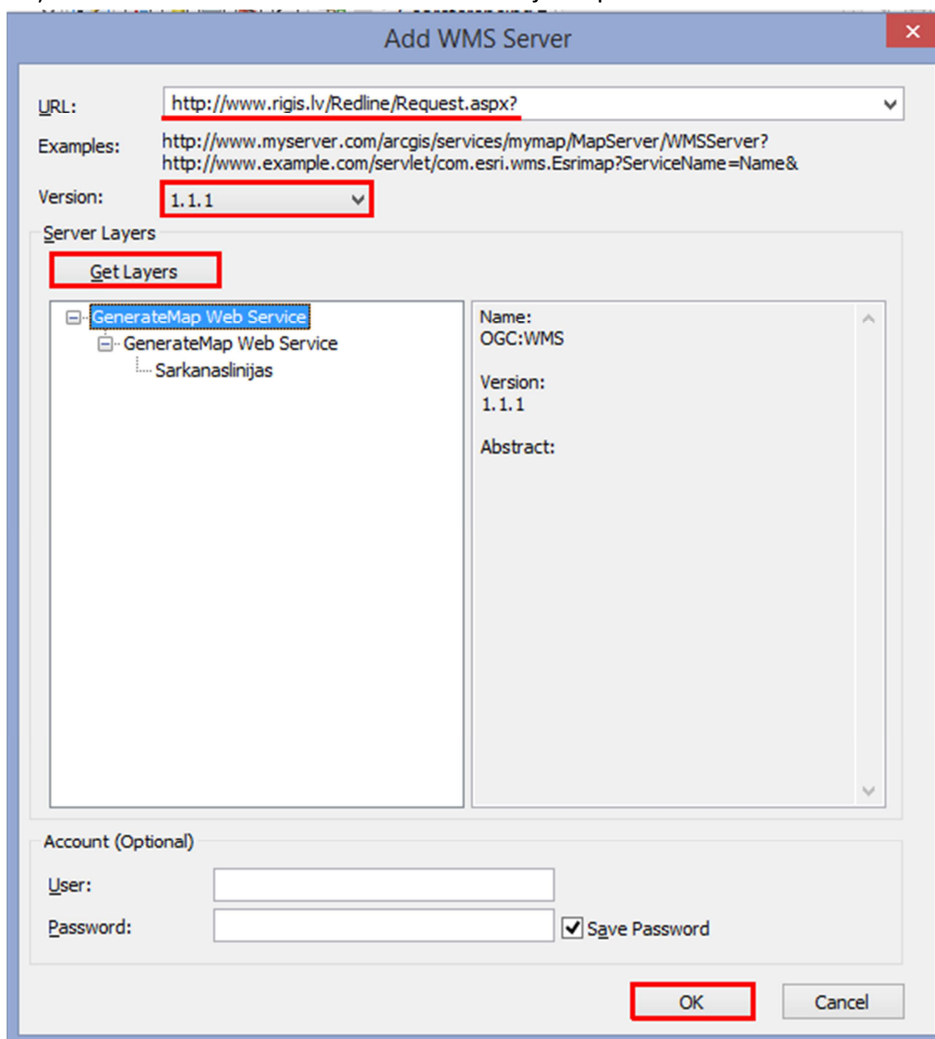 Add WMS Server
URL: http://www.rigis.lv/Redline/Request.aspx?
Examples: http://www.myserver.com/arcgis/services/mymap/MapServer/WMSServer?
http://www.example.com/servlet/com.esri.wms.Esrimap?ServiceName=Name&
Version: 1.1.1
Server Layers
Get Layers
GenerateMap Web Service
GenerateMap Web Service
Sarkanaslinijas
Name:
OGC:WMS
Version:
1.1.1
Abstract:
Account (Optional)
User:
Password:
Save Password
OK Cancel